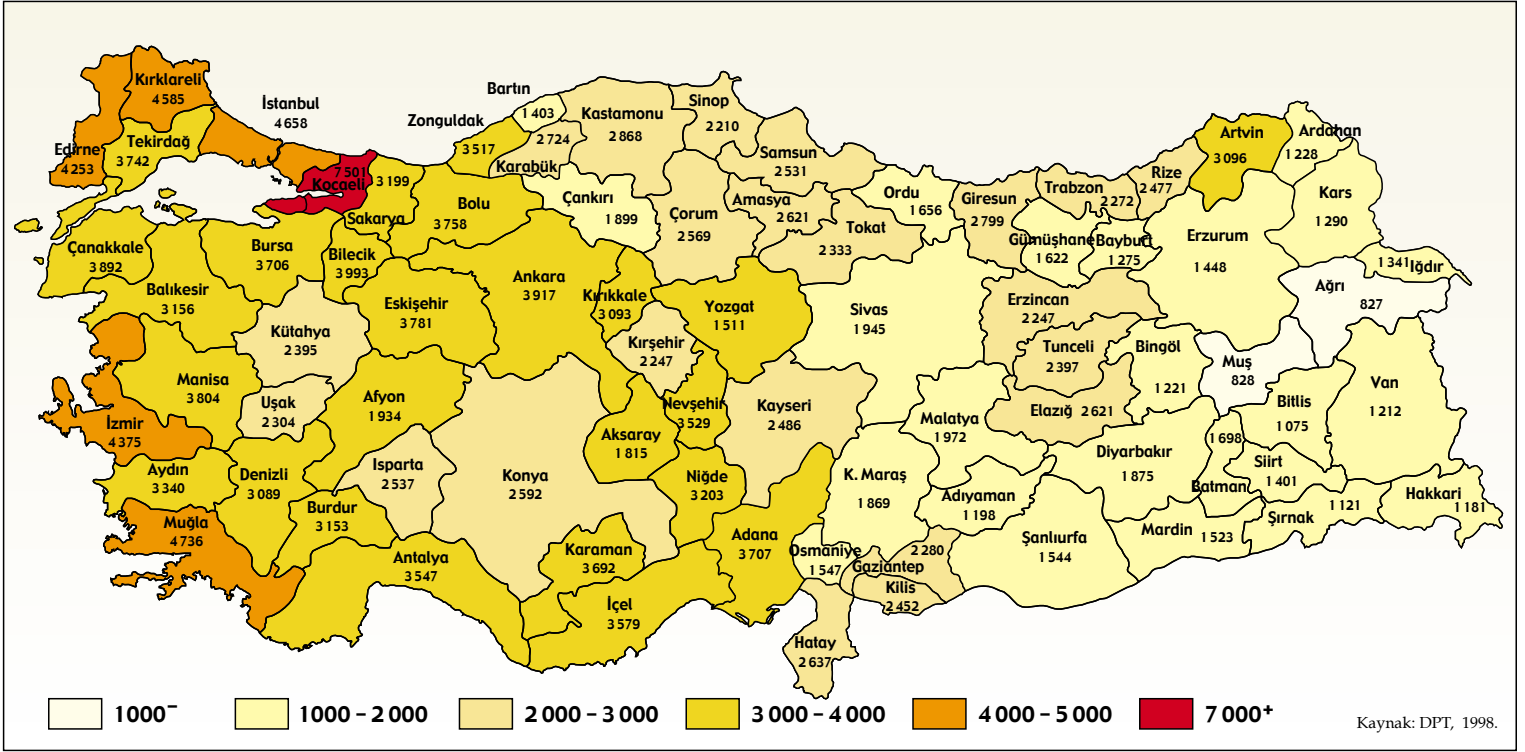 Kırklareli
4 585
İstanbul
4 658
Edirne
4 253
Tekirdağ
3 742
7 501
Kocaeli
3 199
Sakarya
Zonguldak
3 517
Bartın
1 403
2 724
Karabük
Kastamonu
2 868
Sinop
2 210
Samsun
2 531
Bolu
3 758
Çankırı
1 899
Çorum
2 569
Amasya
2 621
Tokat
2 333
Ordu
1 656
Giresun
2 799
Trabzon
2 272
Rize
2 477
Artvin
3 096
Ardahan
1 228
Kars
1 290
Gümüşhane
1 622
Bayburt
1 275
Erzurum
1 448
1 341 Iğdır
Ağrı
827
Çanakkale
3 892
Bursa
3 706
Bilecik
3 993
Balıkesir
3 156
Eskişehir
3 781
Ankara
3 917
Kırıkkale
3 093
Yozgat
1 511
Sivas
1 945
Erzincan
2 247
Tunceli
2 397
Bingöl
1 221
Muş
828
Kütahya
2 395
Kırşehir
2 247
Manisa
3 804
Uşak
2 304
Afyon
1 934
Nevşehir
3 529
Kayseri
2 486
Malatya
1 972
Elazığ 2 621
Bitlis
1 075
Van
1 212
İzmir
4 375
Aksaray
1 815
Aydın
3 340
Denizli
3 089
Isparta
2 537
Konya
2 592
Niğde
3 203
K. Maraş
1 869
Adıyaman
1 198
Diyarbakır
1 875
1 698
Batman
Siirt
1 401
Şırnak
1 121
Hakkari
1 181
Muğla
4 736
Burdur
3 153
Antalya
3 547
Karaman
3 692
Adana
3 707
Osmaniye
1 547
2 280
Gaziantep
Kilis
2 452
Şanlıurfa
1 544
Mardin
1 523
İçel
3 579
Hatay
2 637
1000⁻
1000 – 2 000
2 000 – 3 000
3 000 – 4 000
4 000 – 5 000
7 000⁺
Kaynak: DPT, 1998.